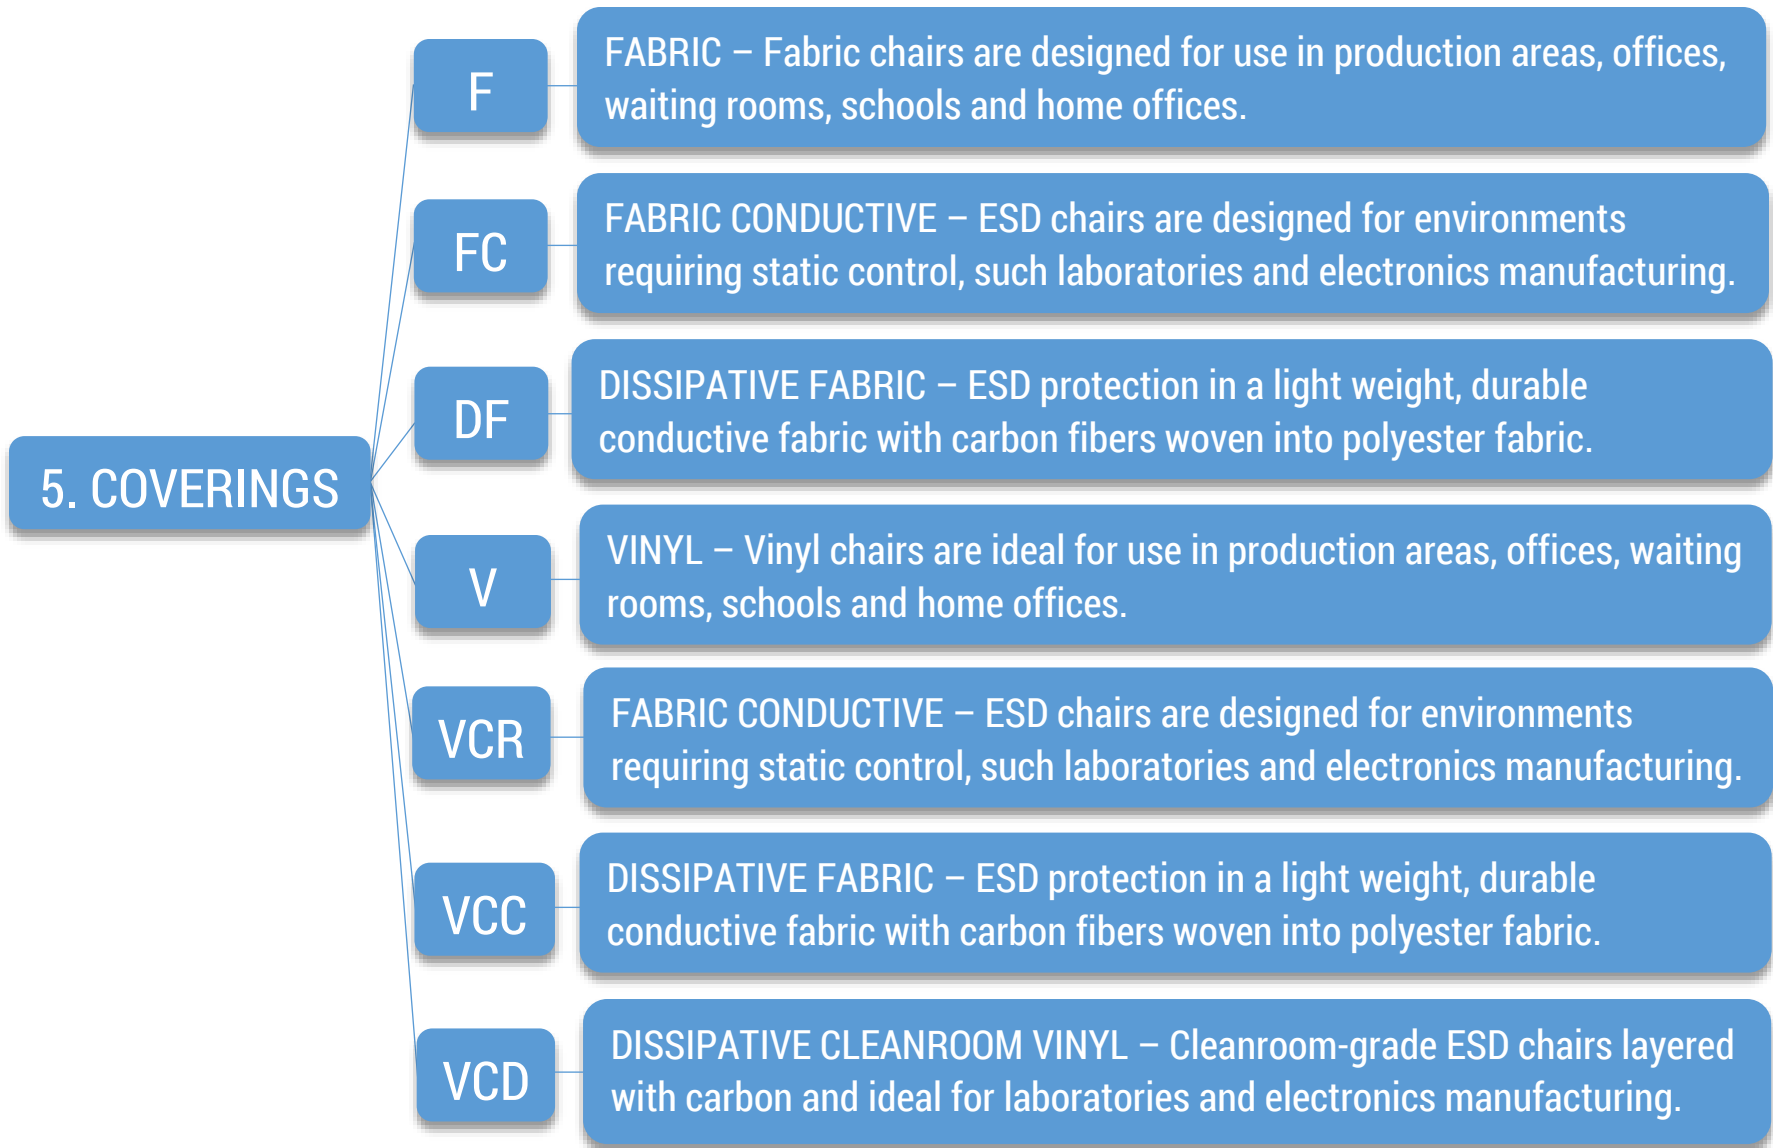 5. COVERINGS
F
FABRIC – Fabric chairs are designed for use in production areas, offices,
waiting rooms, schools and home offices.
FC
FABRIC CONDUCTIVE – ESD chairs are designed for environments
requiring static control, such laboratories and electronics manufacturing.
DF
DISSIPATIVE FABRIC – ESD protection in a light weight, durable
conductive fabric with carbon fibers woven into polyester fabric.
V
VINYL – Vinyl chairs are ideal for use in production areas, offices, waiting
rooms, schools and home offices.
VCR
FABRIC CONDUCTIVE – ESD chairs are designed for environments
requiring static control, such laboratories and electronics manufacturing.
VCC
DISSIPATIVE FABRIC – ESD protection in a light weight, durable
conductive fabric with carbon fibers woven into polyester fabric.
VCD
DISSIPATIVE CLEANROOM VINYL – Cleanroom-grade ESD chairs layered
with carbon and ideal for laboratories and electronics manufacturing.